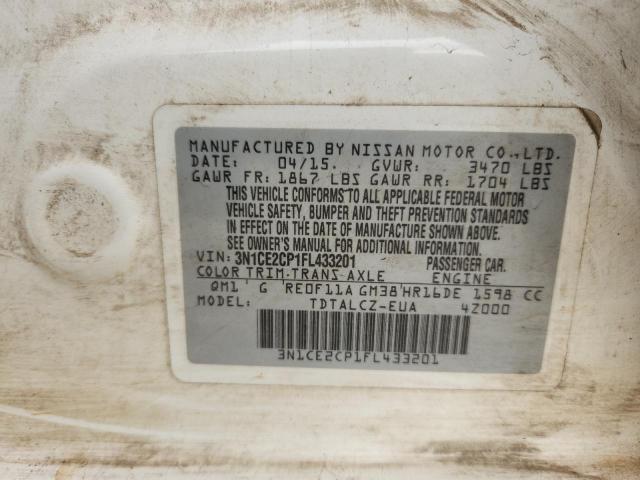 MANUFACTURED BY NISSAN MOTOR CO.,LTD.
DATE: 04/15. GVWR: 3470 LBS
GAWR FR: 1867 LBS GAWR RR: 1704 LBS
THIS VEHICLE CONFORMS TO ALL APPLICABLE FEDERAL MOTOR
VEHICLE SAFETY, BUMPER AND THEFT PREVENTION STANDARDS
IN EFFECT ON THE DATE OF MANUFACTURE SHOWN ABOVE.
SEE OWNER'S MANUAL FOR ADDITIONAL INFORMATION.
VIN: 3N1CE2CP1FL433201 PASSENGER CAR.
COLOR TRIM-TRANS AXLE ENGINE
QM1 G RE0F11A GM38 HR16DE 1598 CC
MODEL: TDTALCZ-EUA 4Z000
3N1CE2CP1FL433201